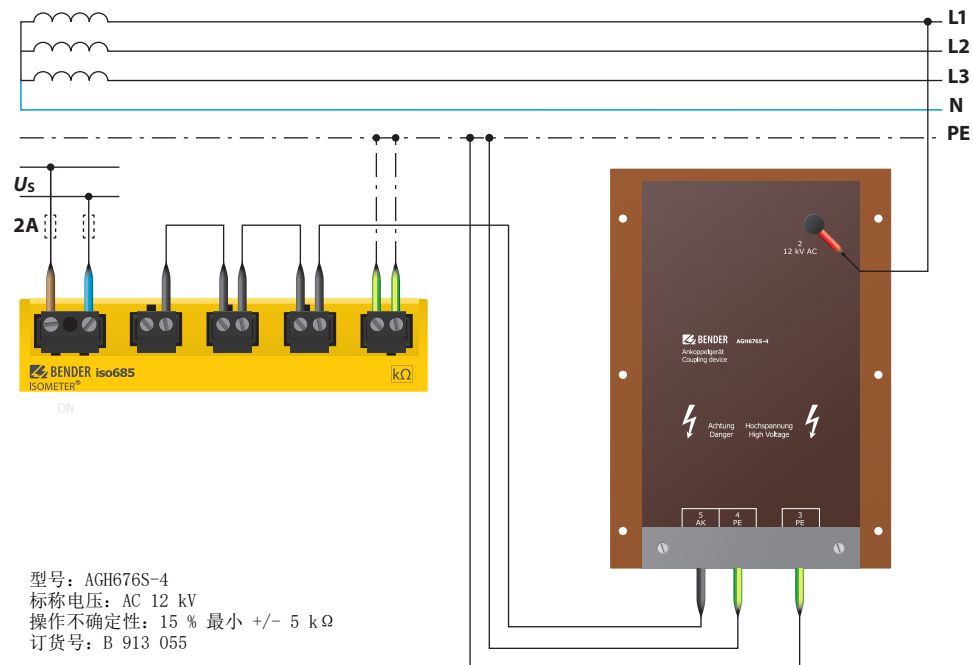 L1
L2
L3
N
PE
Us
2A
2
12 kV AC
BENDER iso685
ISOMETER®
kΩ
ON
BENDER AGH676S-4
Ankoppelgerät
Coupling device
Achtung Hochspannung
Danger High Voltage
5 4 3
AK PE PE
型号: AGH676S-4
标称电压: AC 12 kV
操作不确定性: 15 % 最小 +/- 5 kΩ
订货号: B 913 055